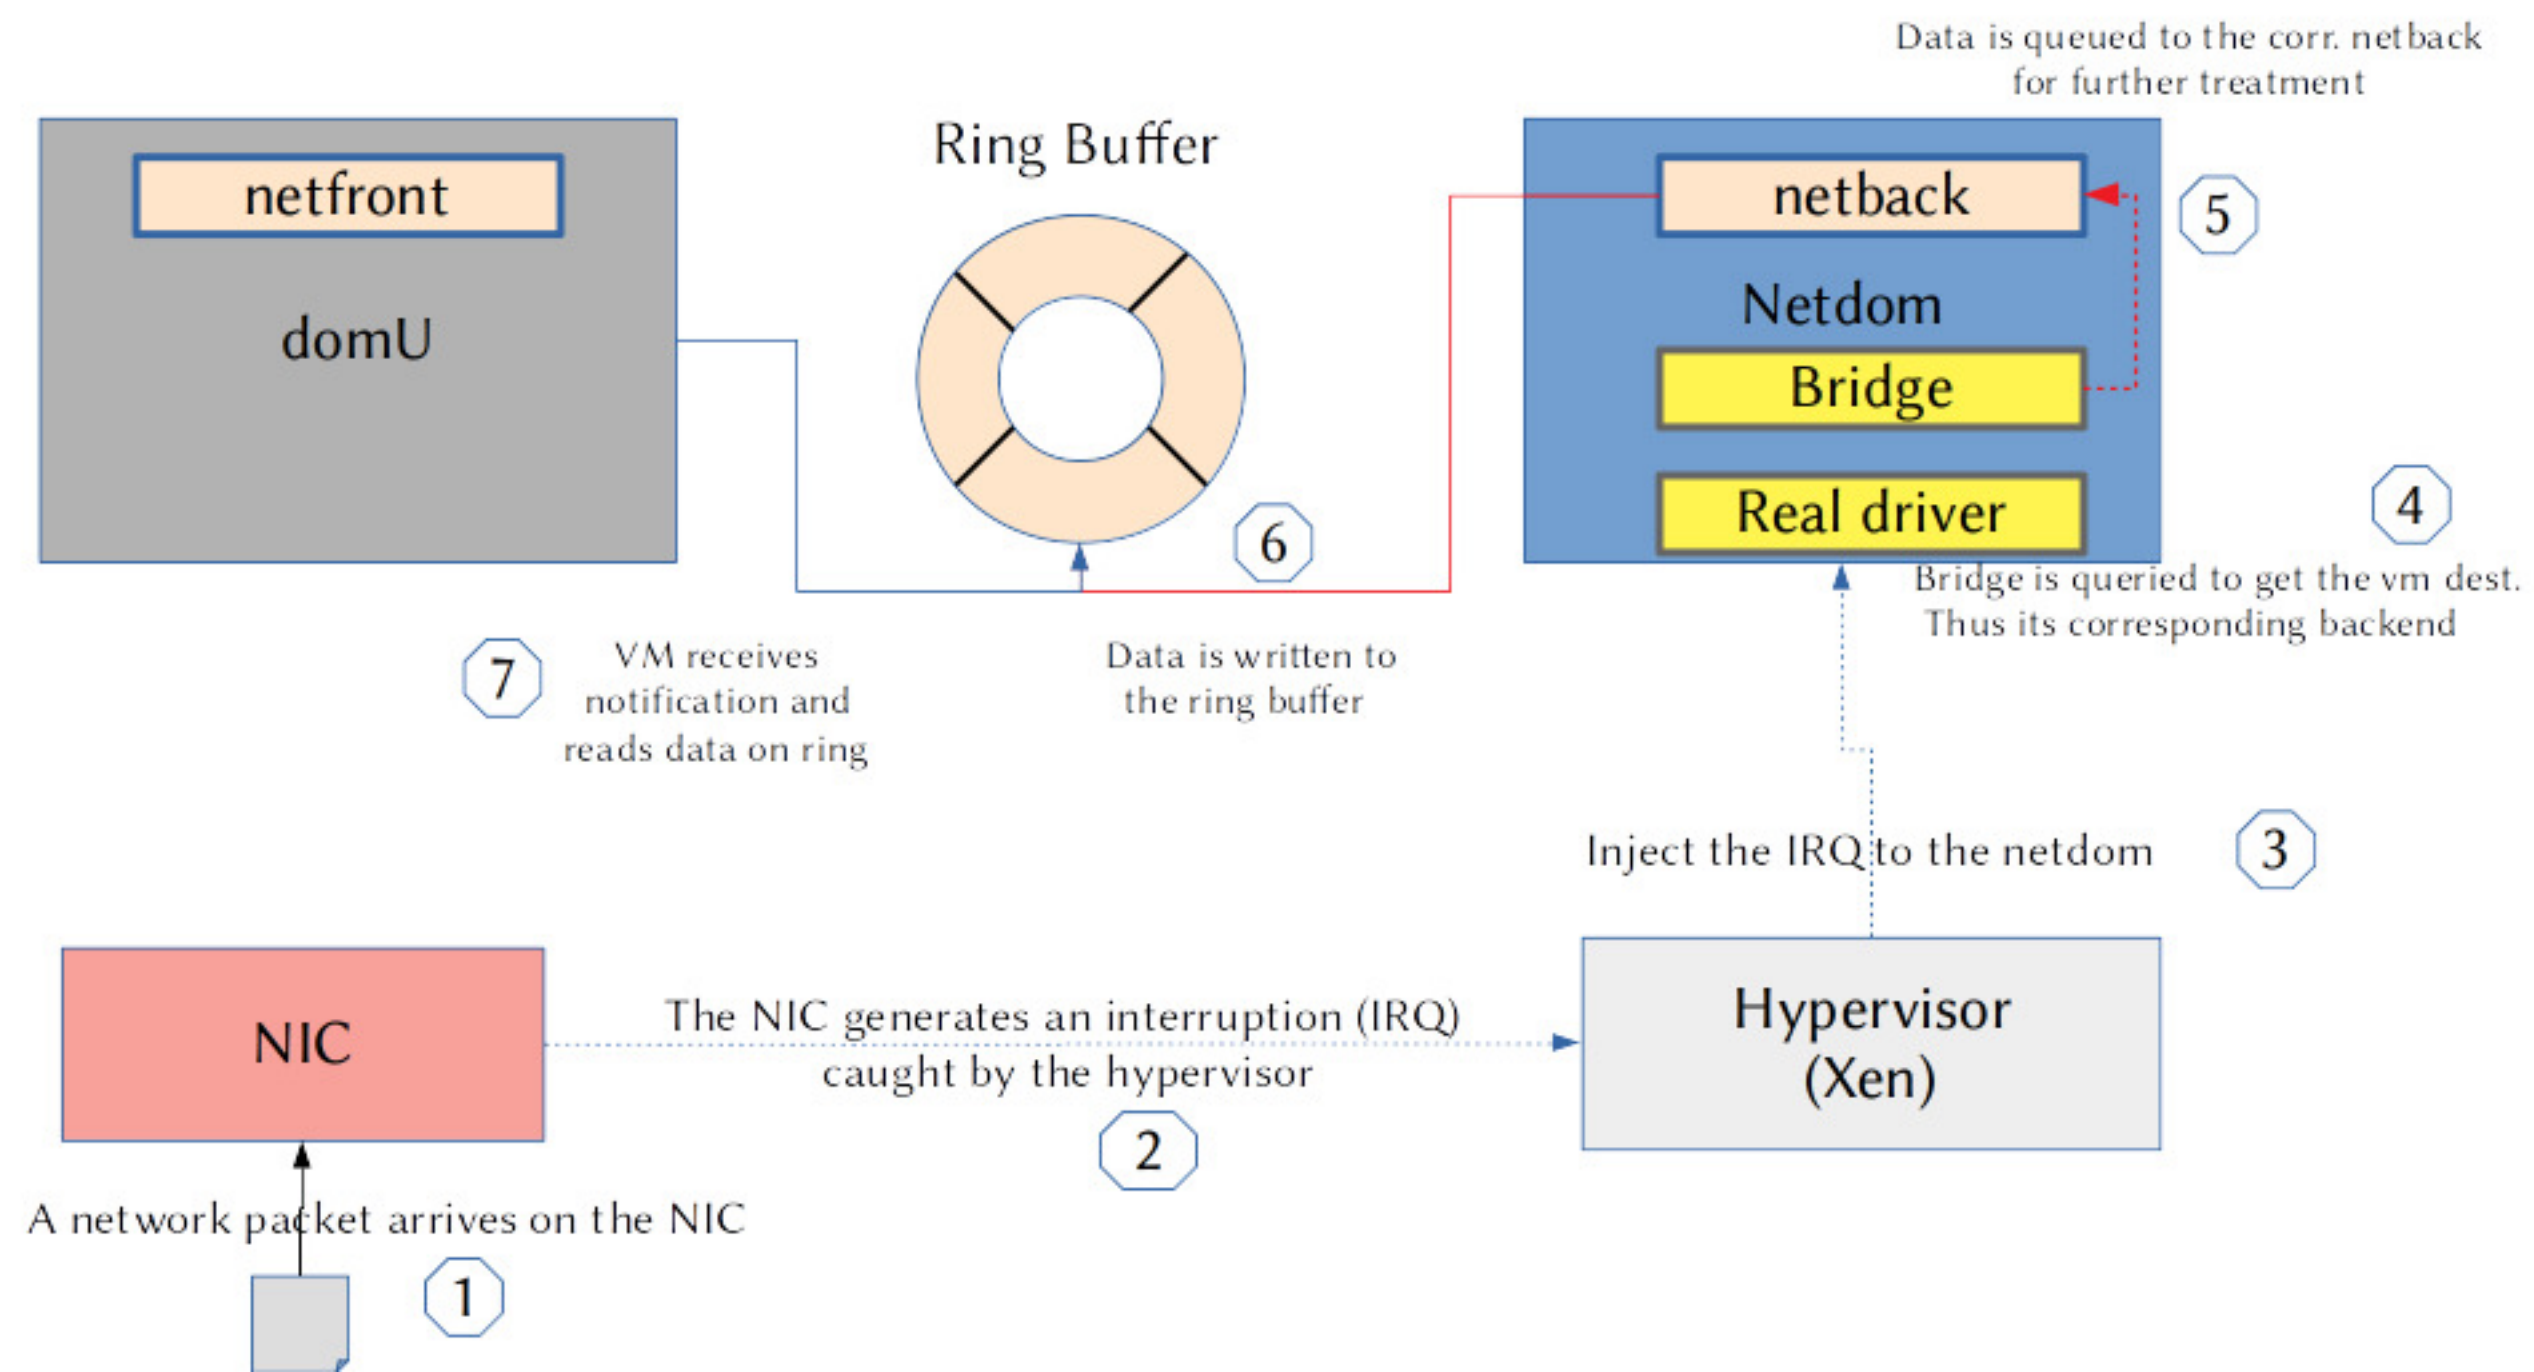 Data is queued to the corr. netback
for further treatment
netfront
domU
Ring Buffer
netback
Netdom
Bridge
Real driver
5
4
Bridge is queried to get the vm dest.
Thus its corresponding backend
6
Data is written to
the ring buffer
7
VM receives
notification and
reads data on ring
Inject the IRQ to the netdom
3
NIC
The NIC generates an interruption (IRQ)
caught by the hypervisor
2
Hypervisor
(Xen)
A network packet arrives on the NIC
1